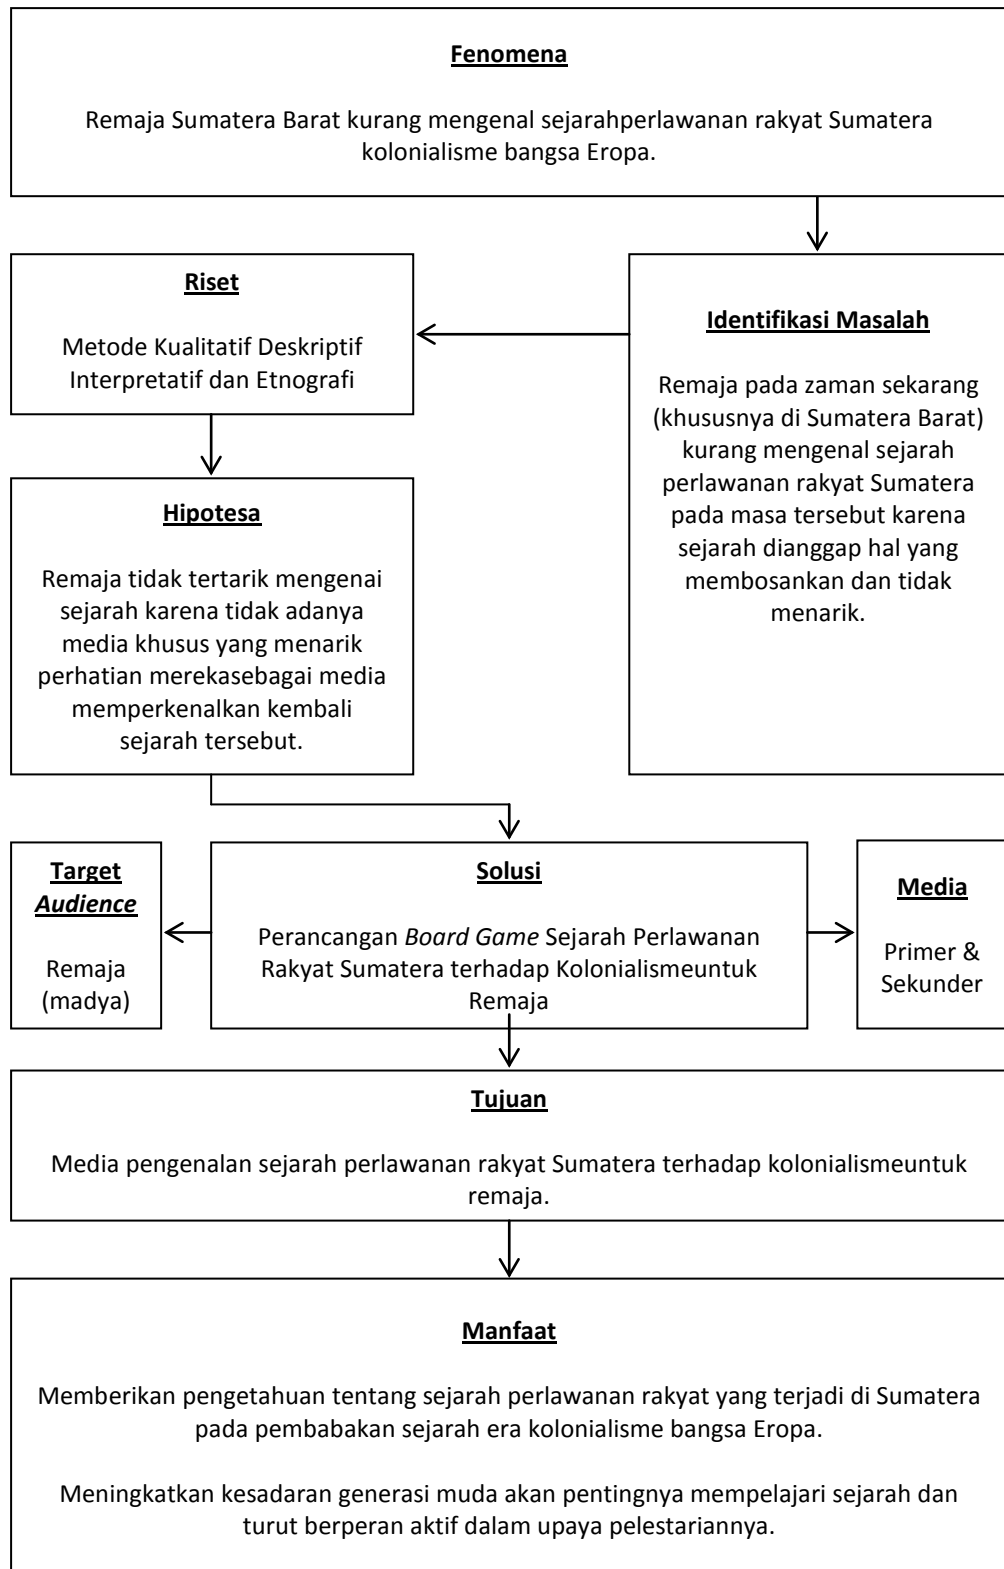 Fenomena
Remaja Sumatera Barat kurang mengenal sejarahperlawanan rakyat Sumatera
kolonialisme bangsa Eropa.
Identifikasi Masalah
Remaja pada zaman sekarang
(khususnya di Sumatera Barat)
kurang mengenal sejarah
perlawanan rakyat Sumatera
pada masa tersebut karena
sejarah dianggap hal yang
membosankan dan tidak
menarik.
Riset
Metode Kualitatif Deskriptif
Interpretatif dan Etnografi
Hipotesa
Remaja tidak tertarik mengenai
sejarah karena tidak adanya
media khusus yang menarik
perhatian merekasebagai media
memperkenalkan kembali
sejarah tersebut.
Target
Audience
Remaja
(madya)
Solusi
Perancangan Board Game Sejarah Perlawanan
Rakyat Sumatera terhadap Kolonialismeuntuk
Remaja
Media
Primer &
Sekunder
Tujuan
Media pengenalan sejarah perlawanan rakyat Sumatera terhadap kolonialismeuntuk
remaja.
Manfaat
Memberikan pengetahuan tentang sejarah perlawanan rakyat yang terjadi di Sumatera
pada pembabakan sejarah era kolonialisme bangsa Eropa.
Meningkatkan kesadaran generasi muda akan pentingnya mempelajari sejarah dan
turut berperan aktif dalam upaya pelestariannya.